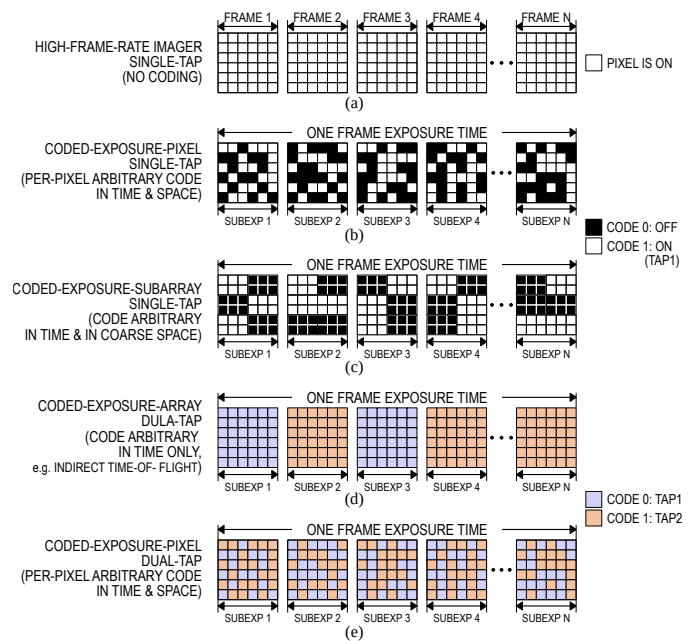 FRAME 1 FRAME 2 FRAME 3 FRAME 4 FRAME N
HIGH-FRAME-RATE IMAGER
SINGLE-TAP
(NO CODING)
PIXEL IS ON
(a)
ONE FRAME EXPOSURE TIME
CODED-EXPOSURE-PIXEL
SINGLE-TAP
(PER-PIXEL ARBITRARY CODE
IN TIME & SPACE)
SUBEXP 1 SUBEXP 2 SUBEXP 3 SUBEXP 4 SUBEXP N
(b)
CODE 0: OFF
CODE 1: ON
(TAP1)
ONE FRAME EXPOSURE TIME
CODED-EXPOSURE-SUBARRAY
SINGLE-TAP
(CODE ARBITRARY
IN TIME & IN COARSE SPACE)
SUBEXP 1 SUBEXP 2 SUBEXP 3 SUBEXP 4 SUBEXP N
(c)
ONE FRAME EXPOSURE TIME
CODED-EXPOSURE-ARRAY
DULA-TAP
(CODE ARBITRARY
IN TIME ONLY,
e.g. INDIRECT TIME-OF- FLIGHT)
SUBEXP 1 SUBEXP 2 SUBEXP 3 SUBEXP 4 SUBEXP N
(d)
CODE 0: TAP1
CODE 1: TAP2
ONE FRAME EXPOSURE TIME
CODED-EXPOSURE-PIXEL
DUAL-TAP
(PER-PIXEL ARBITRARY CODE
IN TIME & SPACE)
SUBEXP 1 SUBEXP 2 SUBEXP 3 SUBEXP 4 SUBEXP N
(e)